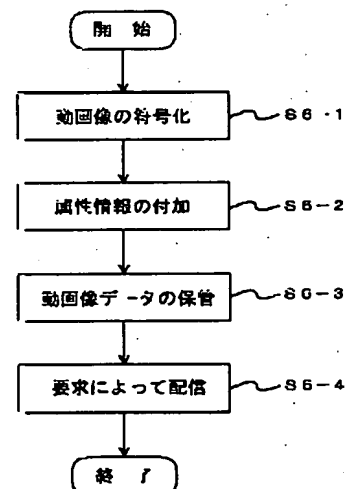 開 始
動画像の符号化
S6-1
属性情報の付加
S6-2
動画像データの保管
S6-3
要求によって配信
S6-4
終 了